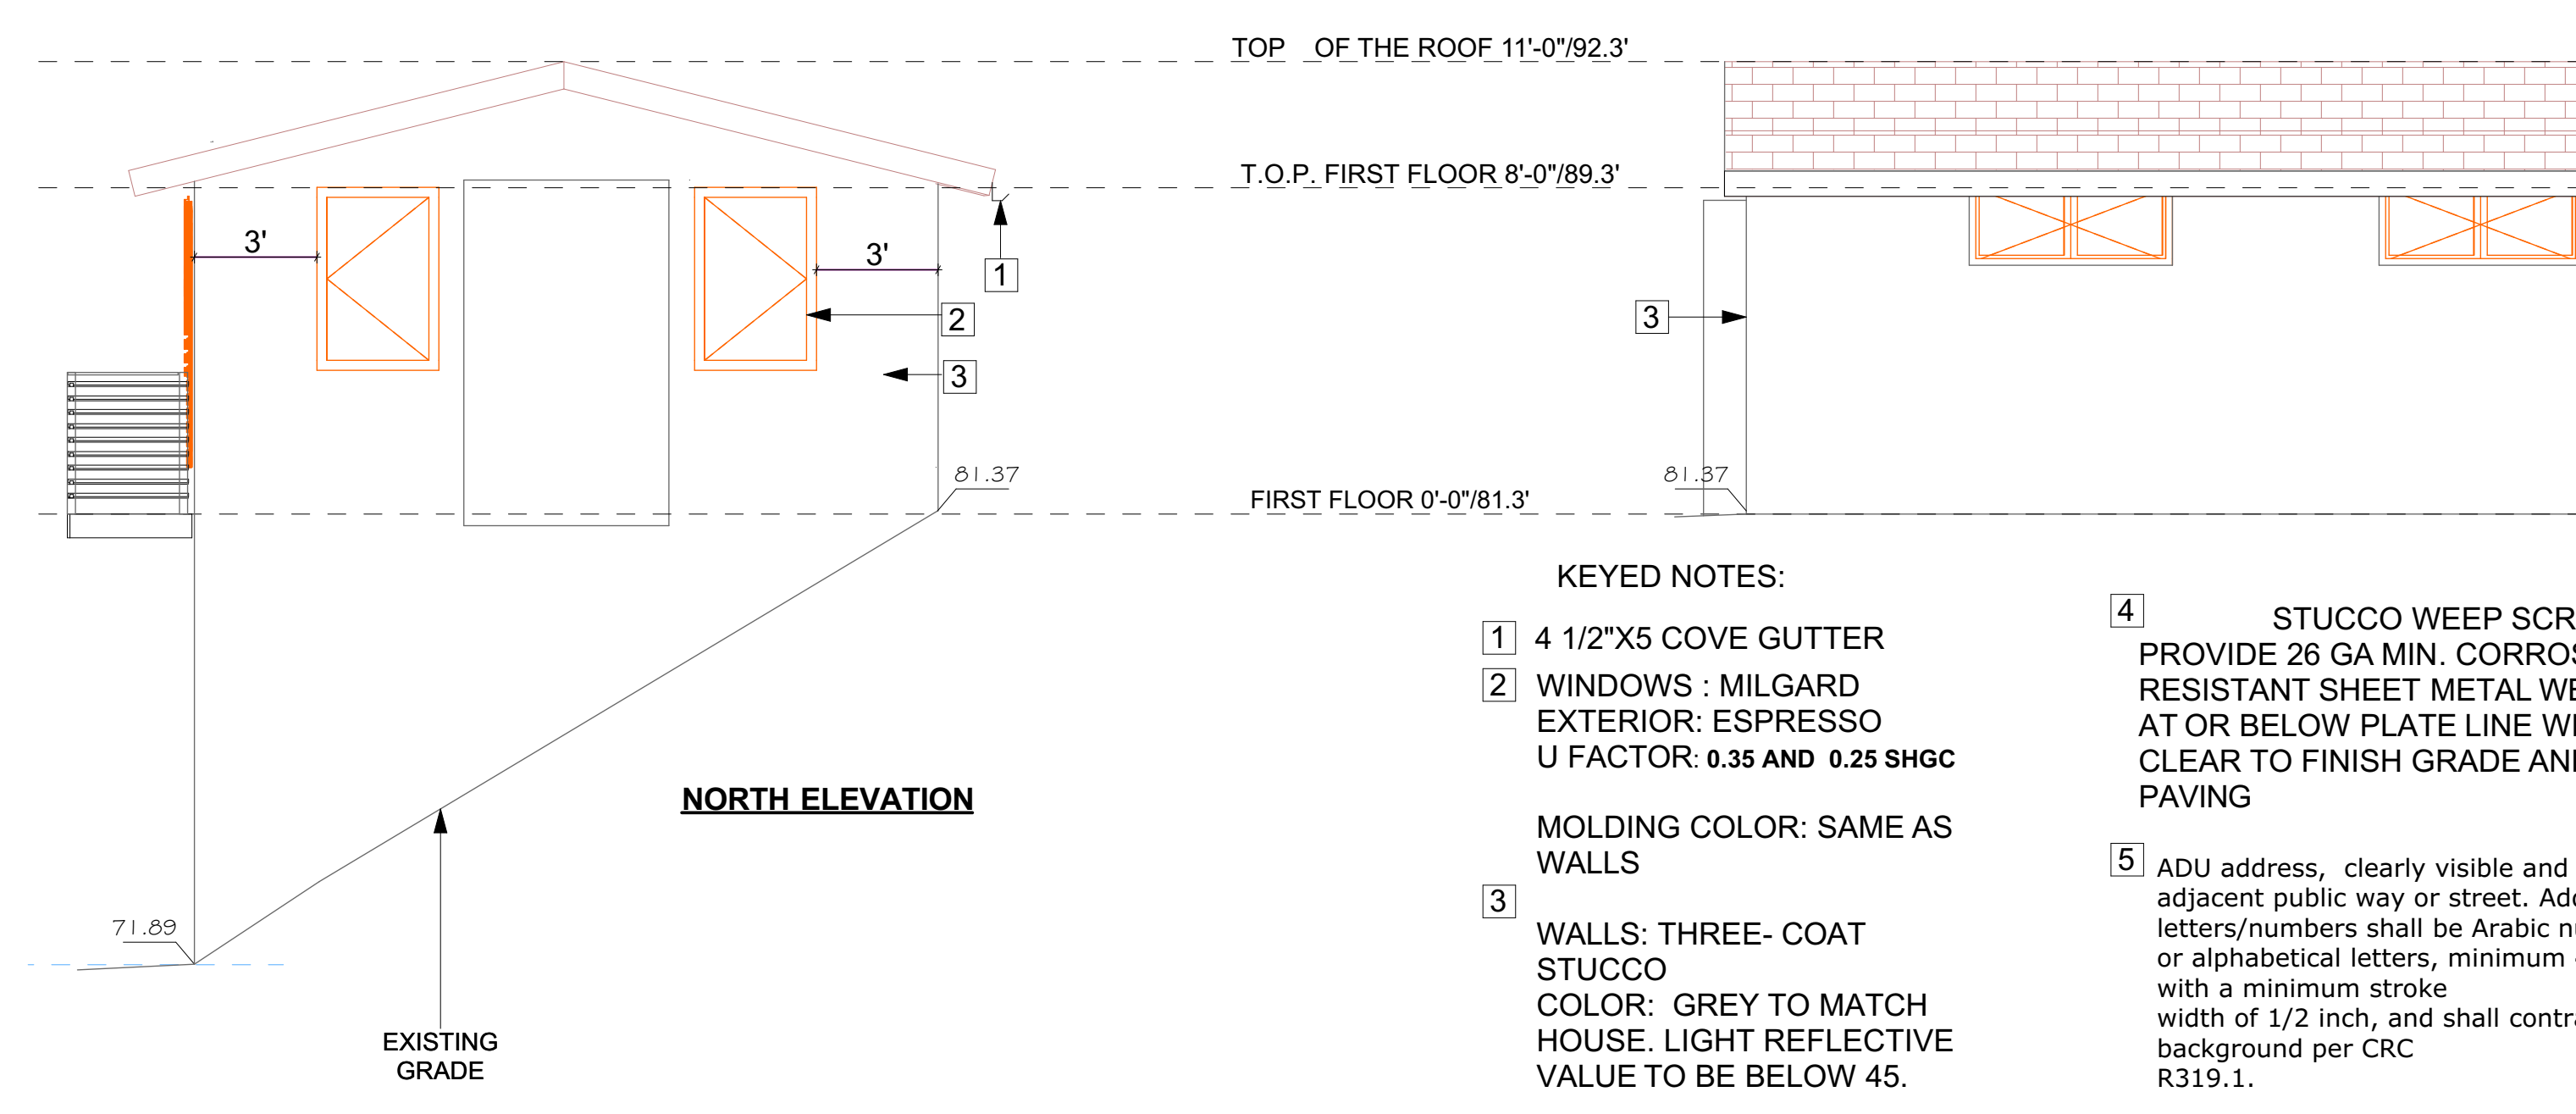 TOP OF THE ROOF 11'-0"/92.3'
T.O.P. FIRST FLOOR 8'-0"/89.3'
3'
3'
1
2
3
3
81.37
81.37
FIRST FLOOR 0'-0"/81.3'
NORTH ELEVATION
71.89
EXISTING
GRADE
KEYED NOTES:
1 4 1/2"X5 COVE GUTTER
2 WINDOWS : MILGARD
EXTERIOR: ESPRESSO
U FACTOR: 0.35 AND 0.25 SHGC
MOLDING COLOR: SAME AS
WALLS
3
WALLS: THREE- COAT
STUCCO
COLOR: GREY TO MATCH
HOUSE. LIGHT REFLECTIVE
VALUE TO BE BELOW 45.
4 STUCCO WEEP
PROVIDE 26 GA MIN.
RESISTANT SHEET METAL
AT OR BELOW PLATE LINE
CLEAR TO FINISH GRADE
PAVING
5 ADU address, clearly visible and
adjacent public way or street.
letters/numbers shall be Arabic
or alphabetical letters, minimum
with a minimum stroke
width of 1/2 inch, and shall
background per CRC
R319.1.